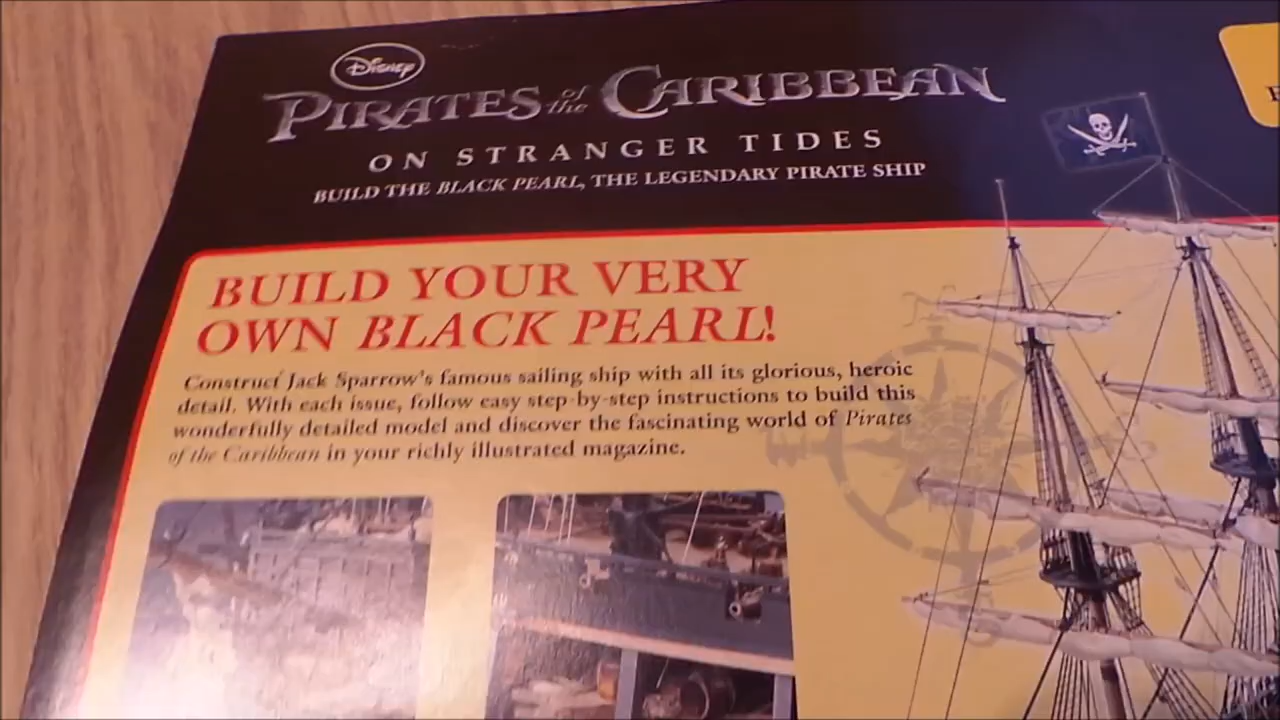 Disney
PIRATES of the CARIBBEAN
ON STRANGER TIDES
BUILD THE BLACK PEARL, THE LEGENDARY PIRATE SHIP
BUILD YOUR VERY
OWN BLACK PEARL!
Construct Jack Sparrow's famous sailing ship with all its glorious, heroic
detail. With each issue, follow easy step-by-step instructions to build this
wonderfully detailed model and discover the fascinating world of Pirates
of the Caribbean in your richly illustrated magazine.